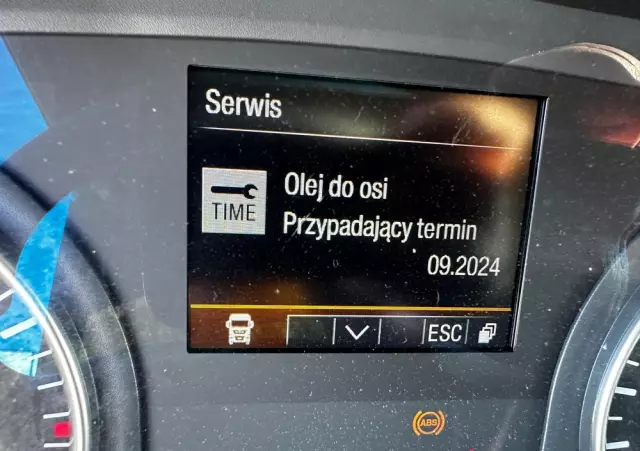 Serwis
Olej do osi
TIME
Przypadający termin
09.2024
ESC
ABS